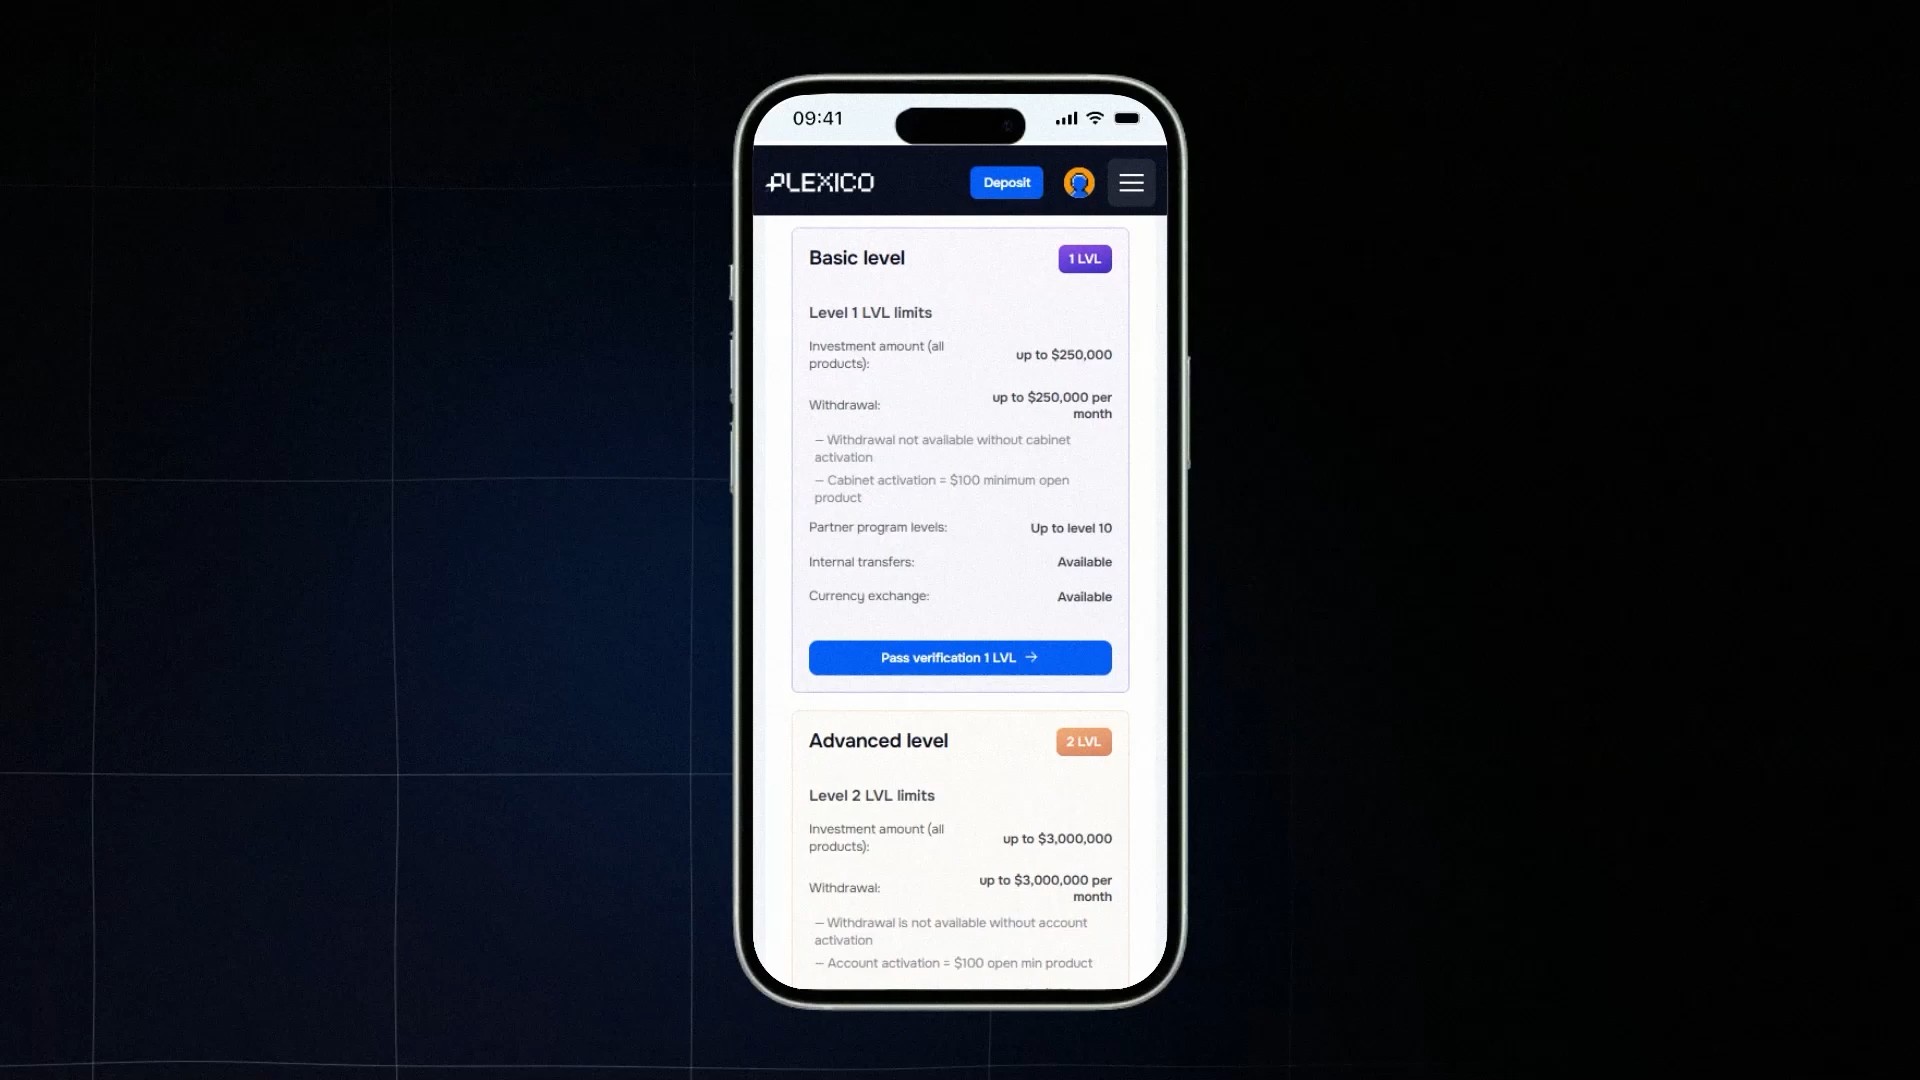 09:41
PLEXICO
Deposit
Basic level
1 LVL
Level 1 LVL limits
Investment amount (all
products):
up to $250,000
Withdrawal:
up to $250,000 per
month
– Withdrawal not available without cabinet
activation
– Cabinet activation = $100 minimum open
product
Partner program levels:
Up to level 10
Internal transfers:
Available
Currency exchange:
Available
Pass verification 1 LVL →
Advanced level
2 LVL
Level 2 LVL limits
Investment amount (all
products):
up to $3,000,000
Withdrawal:
up to $3,000,000 per
month
– Withdrawal is not available without account
activation
– Account activation = $100 open min product